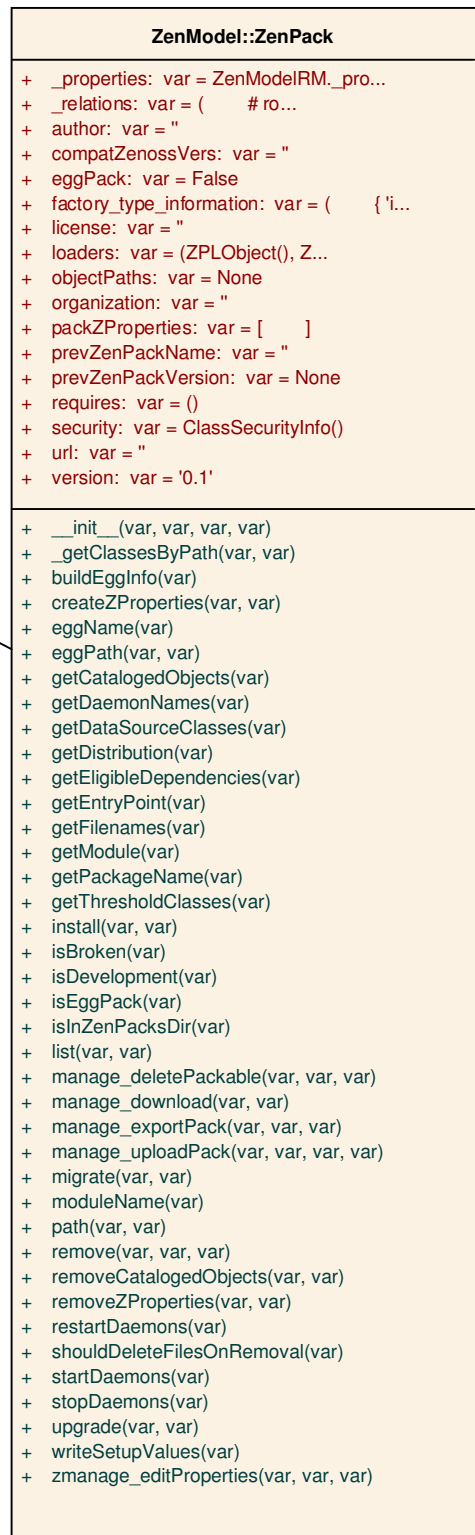 ZenModel::ZenPack
+ _properties: var = ZenModelRM._pro...
+ _relations: var = ( # ro...
+ author: var = ''
+ compatZenossVers: var = ''
+ eggPack: var = False
+ factory_type_information: var = ( { 'i...
+ license: var = ''
+ loaders: var = (ZPLObject(), Z...
+ objectPaths: var = None
+ organization: var = ''
+ packZProperties: var = [ ]
+ prevZenPackName: var = ''
+ prevZenPackVersion: var = None
+ requires: var = ()
+ security: var = ClassSecurityInfo()
+ url: var = ''
+ version: var = '0.1'
+ __init__(var, var, var, var)
+ _getClassesByPath(var, var)
+ buildEggInfo(var)
+ createZProperties(var, var)
+ eggName(var)
+ eggPath(var, var)
+ getCatalogedObjects(var)
+ getDaemonNames(var)
+ getDataSourceClasses(var)
+ getDistribution(var)
+ getEligibleDependencies(var)
+ getEntryPoint(var)
+ getFilenames(var)
+ getModule(var)
+ getPackageName(var)
+ getThresholdClasses(var)
+ install(var, var)
+ isBroken(var)
+ isDevelopment(var)
+ isEggPack(var)
+ isInZenPacksDir(var)
+ list(var, var)
+ manage_deletePackable(var, var, var)
+ manage_download(var, var)
+ manage_exportPack(var, var, var)
+ manage_uploadPack(var, var, var, var)
+ migrate(var, var)
+ moduleName(var)
+ path(var, var)
+ remove(var, var, var)
+ removeCatalogedObjects(var, var)
+ removeZProperties(var, var)
+ restartDaemons(var)
+ shouldDeleteFilesOnRemoval(var)
+ startDaemons(var)
+ stopDaemons(var)
+ upgrade(var, var)
+ writeSetupValues(var)
+ zmanage_editProperties(var, var, var)